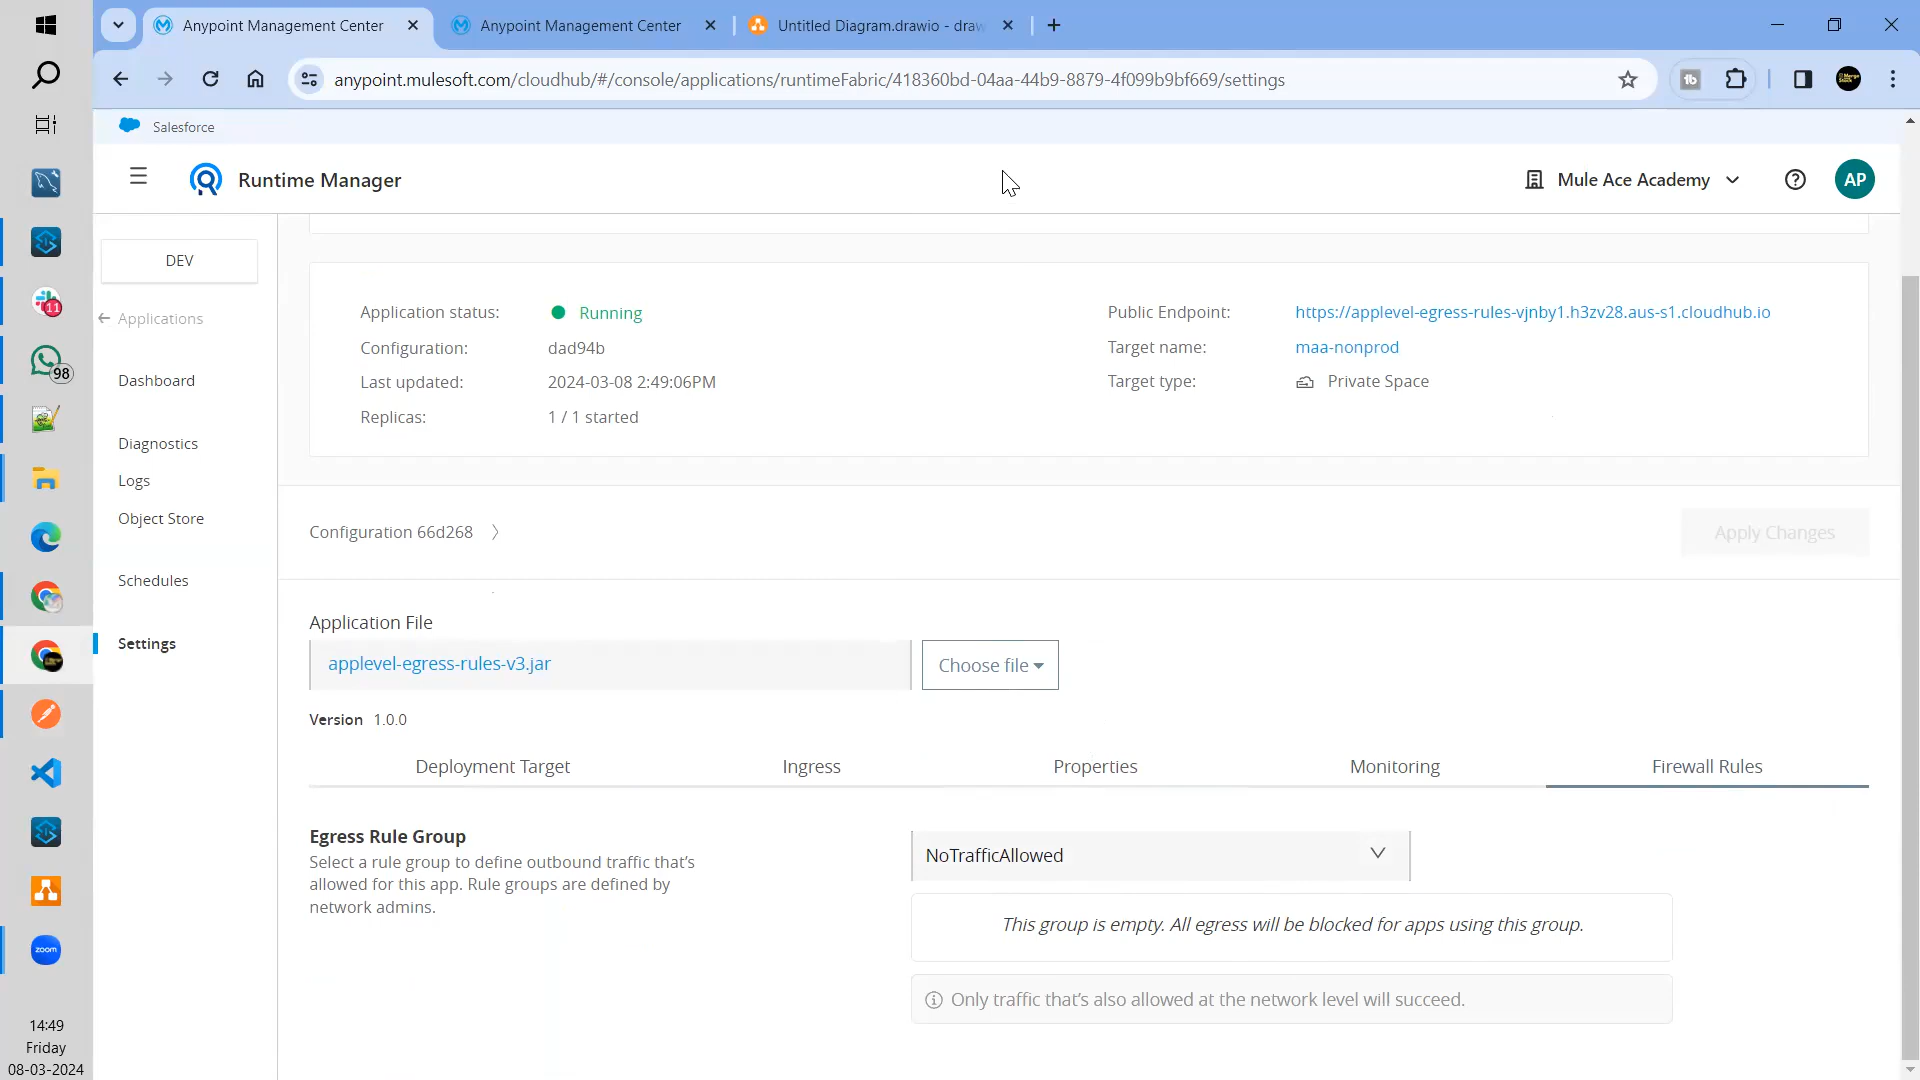 Anypoint Management Center
Anypoint Management Center
Untitled Diagram.drawio - draw
anypoint.mulesoft.com/cloudhub/#/console/applications/runtimeFabric/418360bd-04aa-44b9-8879-4f099b9bf669/settings
Salesforce
Runtime Manager
Mule Ace Academy
AP
DEV
Applications
Dashboard
Diagnostics
Logs
Object Store
Schedules
Settings
Application status:
Running
Configuration:
dad94b
Last updated:
2024-03-08 2:49:06PM
Replicas:
1 / 1 started
Public Endpoint:
https://applevel-egress-rules-vjnby1.h3zv28.aus-s1.cloudhub.io
Target name:
maa-nonprod
Target type:
Private Space
Configuration 66d268
Apply Changes
Application File
applevel-egress-rules-v3.jar
Choose file
Version 1.0.0
Deployment Target
Ingress
Properties
Monitoring
Firewall Rules
Egress Rule Group
Select a rule group to define outbound traffic that's
allowed for this app. Rule groups are defined by
network admins.
NoTrafficAllowed
This group is empty. All egress will be blocked for apps using this group.
Only traffic that's also allowed at the network level will succeed.
11
98
zoom
14:49
Friday
08-03-2024